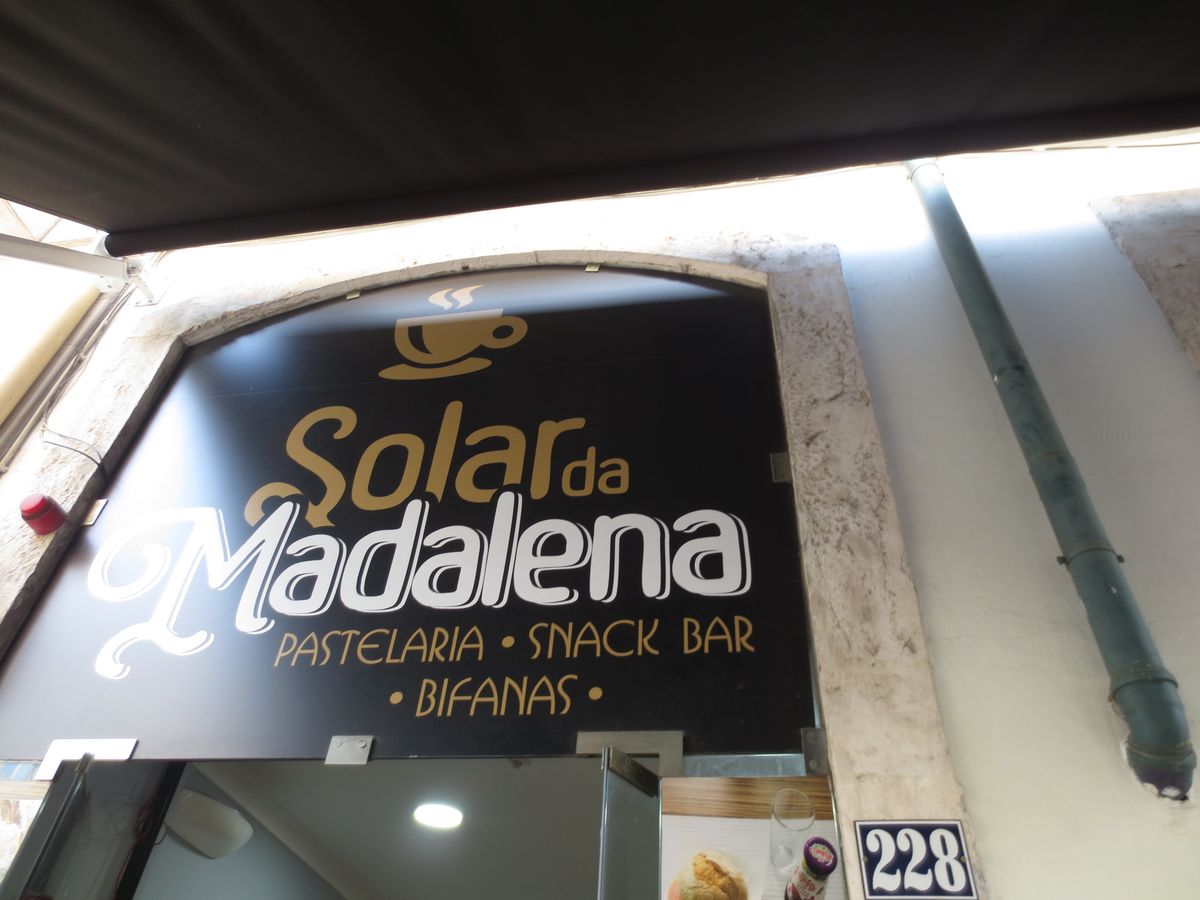 Solar da
Madalena
PASTELARIA • SNACK BAR
• BIFANAS •
228